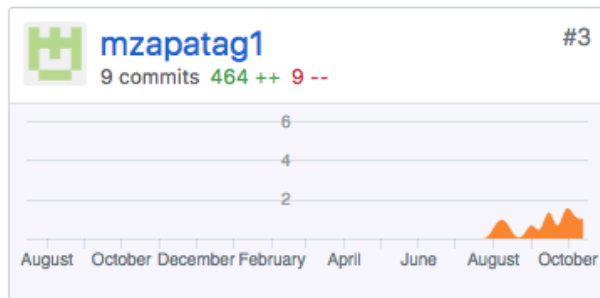 mzapatag1
#3
9 commits 464 ++ 9 --
6
4
2
August October December February April June August October